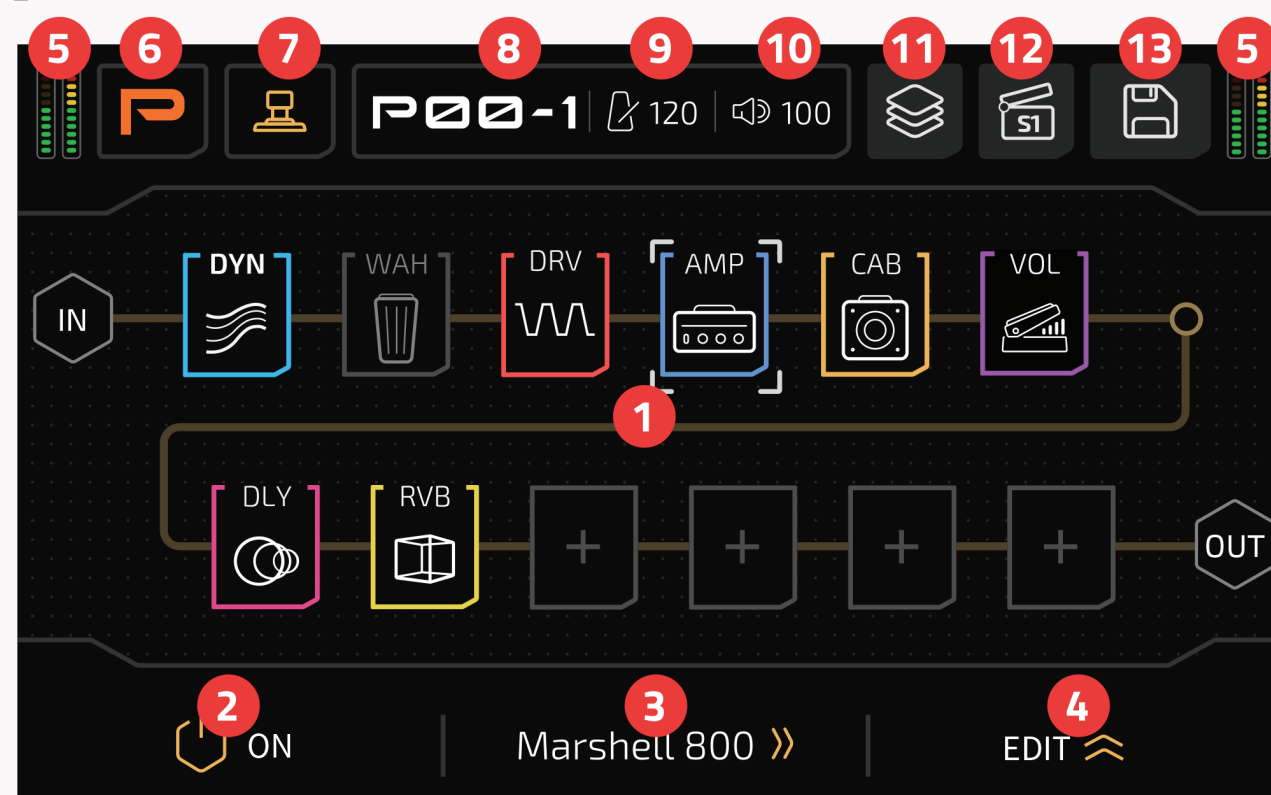 5 6 7 8 9 10 11 12 13 5
P00-1 120 100 S1
IN DYN WAH DRV AMP CAB VOL
1
DLY RVB + + + + OUT
2 3 4
ON Marshell 800 EDIT